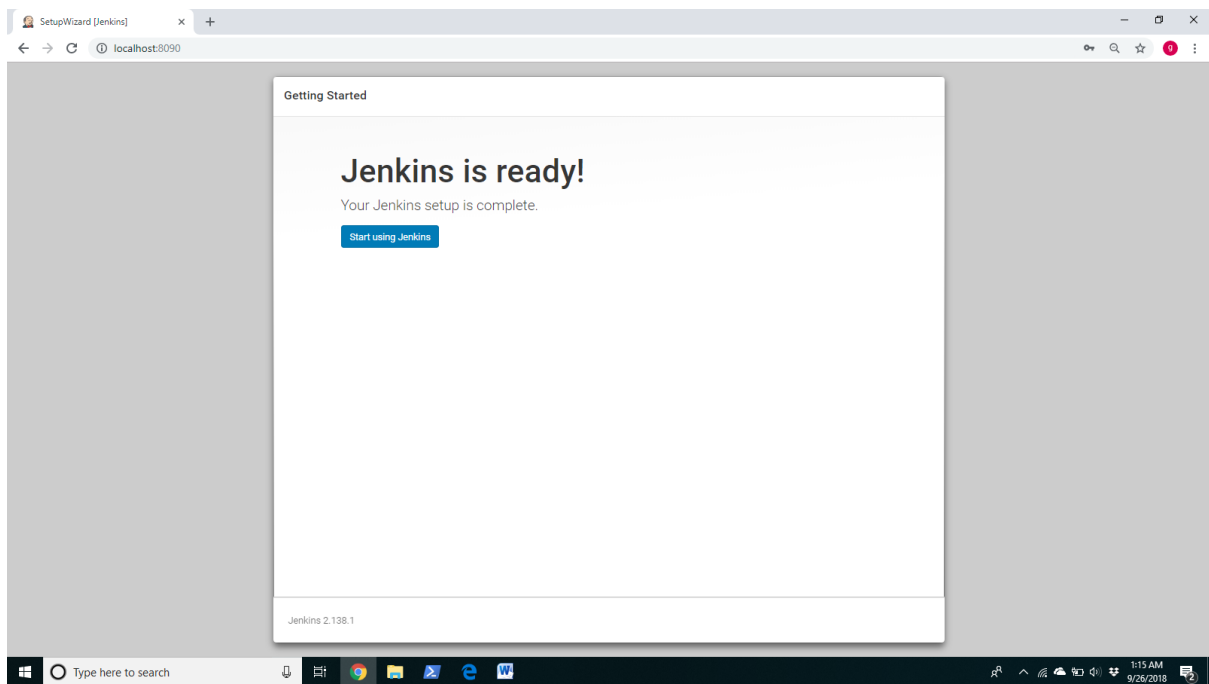 SetupWizard [Jenkins]
localhost:8090
g
Getting Started
Jenkins is ready!
Your Jenkins setup is complete.
Start using Jenkins
Jenkins 2.138.1
Type here to search
1:15 AM
9/26/2018
2